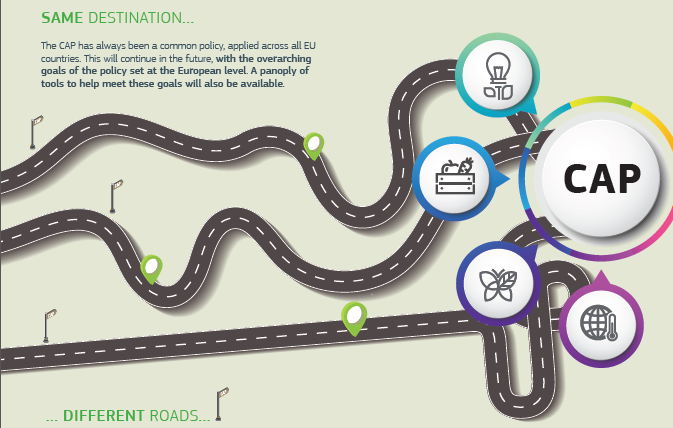 SAME DESTINATION...
The CAP has always been a common policy, applied across all EU
countries. This will continue in the future, with the overarching
goals of the policy set at the European level. A panoply of
tools to help meet these goals will also be available.
CAP
... DIFFERENT ROADS...